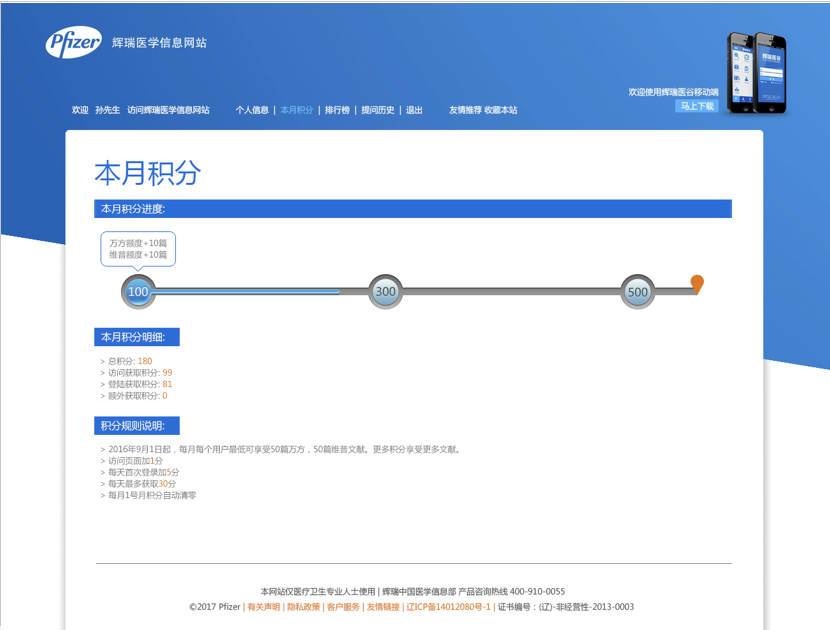 Pfizer 辉瑞医学信息网站
欢迎使用辉瑞医谷移动端
马上下载
欢迎 孙先生 访问辉瑞医学信息网站 个人信息 | 本月积分 | 排行榜 | 提问历史 | 退出 友情推荐 收藏本站
本月积分
本月积分进度:
万方额度+10篇
维普额度+10篇
100 300 500
本月积分明细:
> 总积分: 180
> 访问获取积分: 99
> 登陆获取积分: 81
> 额外获取积分: 0
积分规则说明:
> 2016年9月1日起，每月每个用户最低可享受50篇万方，50篇维普文献。更多积分享受更多文献。
> 访问页面加1分
> 每天首次登录加5分
> 每天最多获取30分
> 每月1号月积分自动清零
本网站仅医疗卫生专业人士使用 | 辉瑞中国医学信息部 产品咨询热线 400-910-0055
©2017 Pfizer | 有关声明 | 隐私政策 | 客户服务 | 友情链接 | 辽ICP备14012080号-1 | 证书编号：(辽)-非经营性-2013-0003